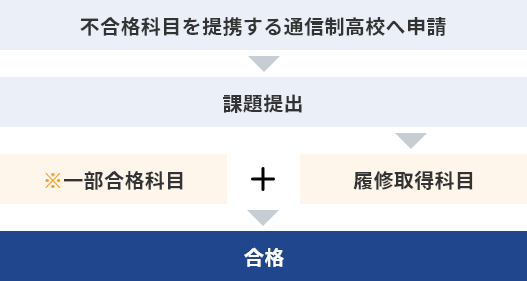 不合格科目を提携する通信制高校へ申請
課題提出
※一部合格科目
+
履修取得科目
合格